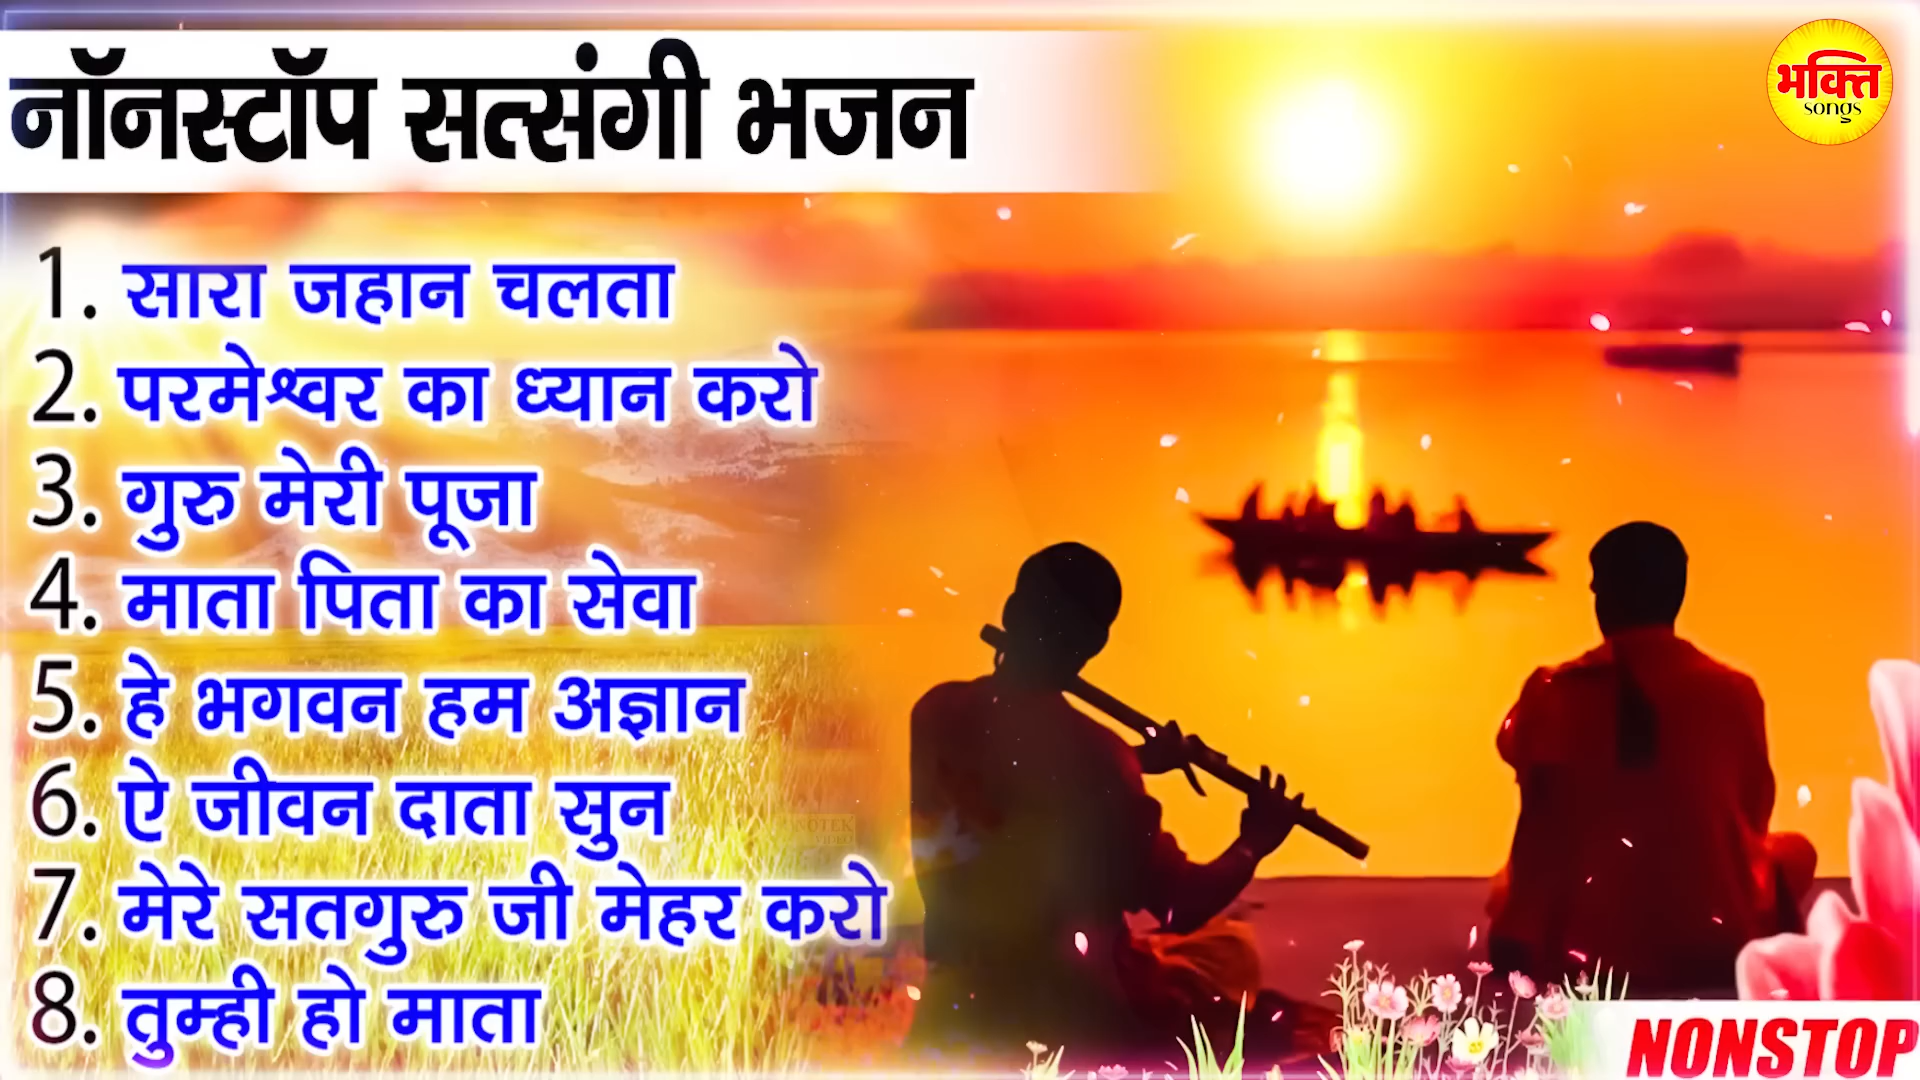 नॉनस्टॉप सत्संगी भजन
भक्ति
songs
1. सारा जहान चलता
2. परमेश्वर का ध्यान करो
3. गुरु मेरी पूजा
4. माता पिता का सेवा
5. हे भगवन हम अज्ञान
6. ऐ जीवन दाता सुन
7. मेरे सतगुरु जी मेहर करो
8. तुम्ही हो माता
NONSTOP